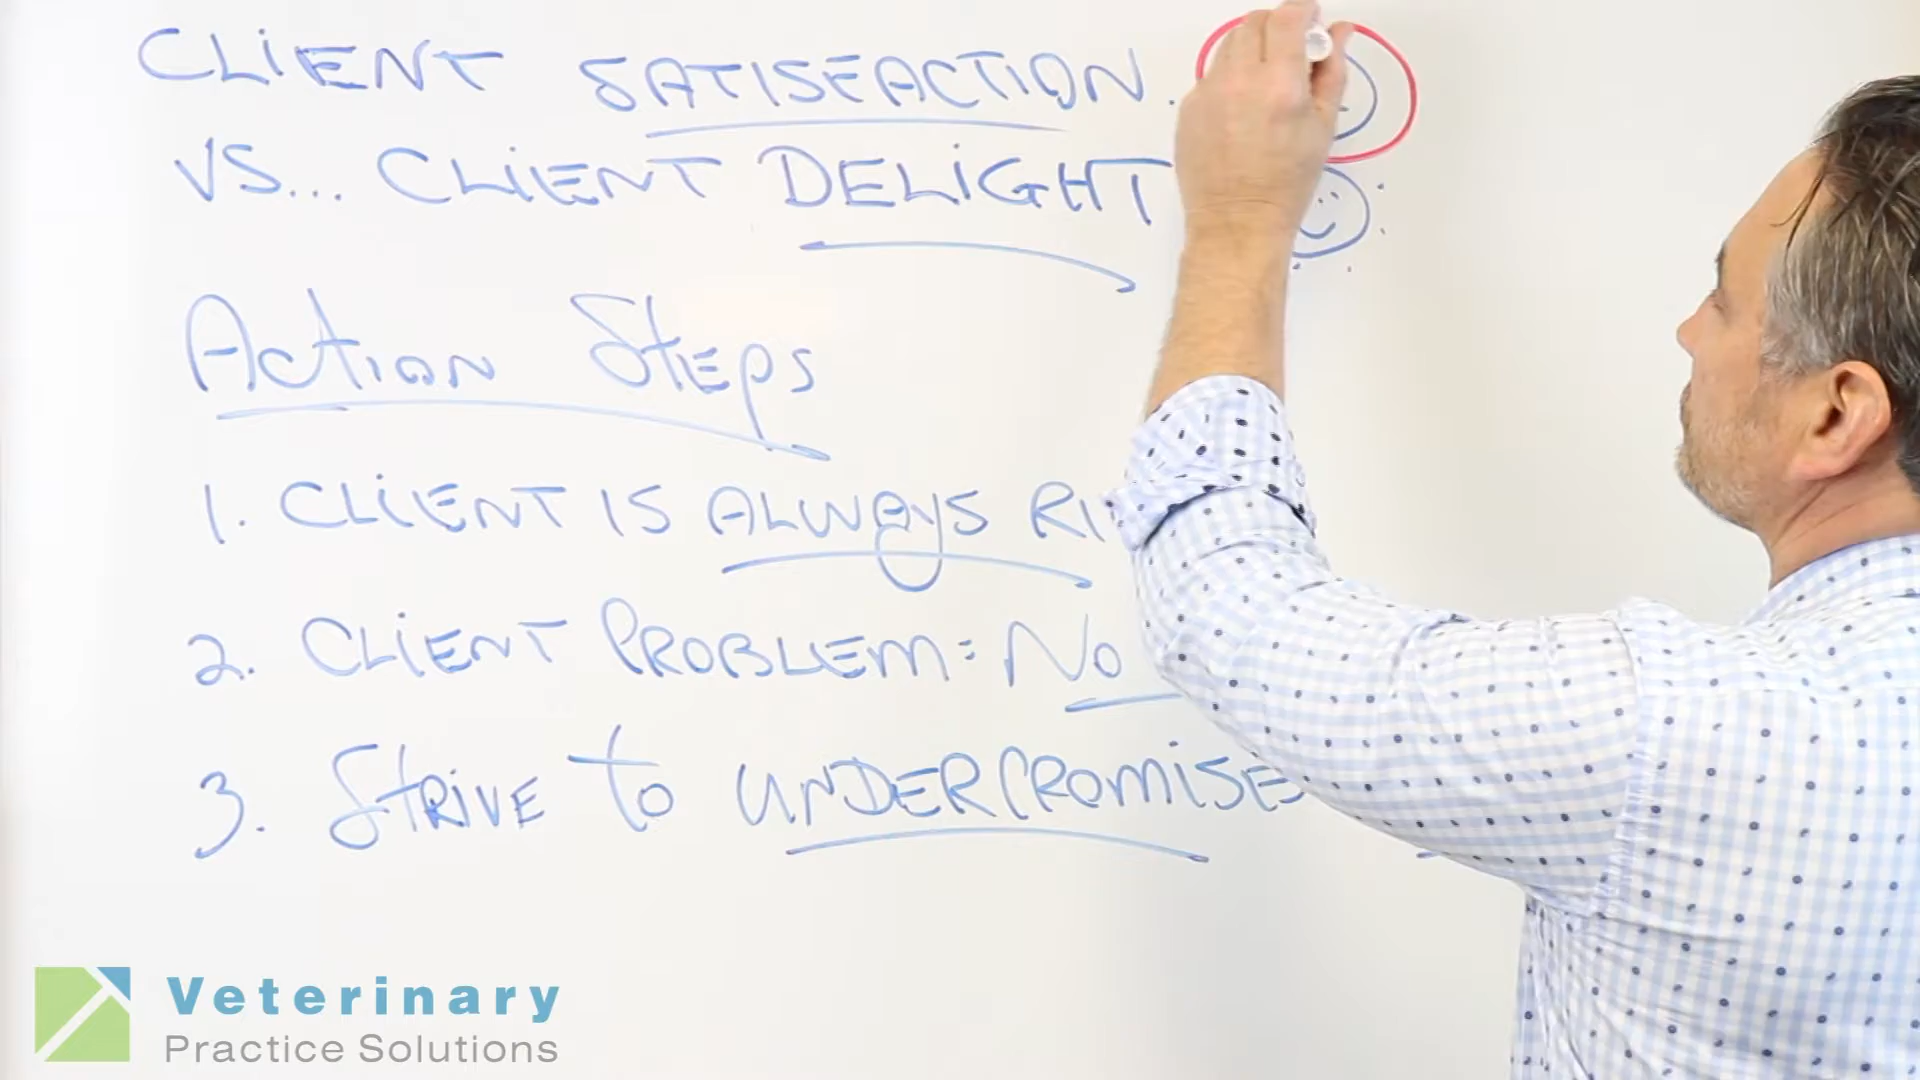 CLiENT SATISFACTION.
VS... CLiENT DELiGHT
Action Steps
1. CLiENT IS ALWAYS RI
2. CLiENT PROBLEM: No
3. Strive to UNDERPROMiSE
Veterinary
Practice Solutions